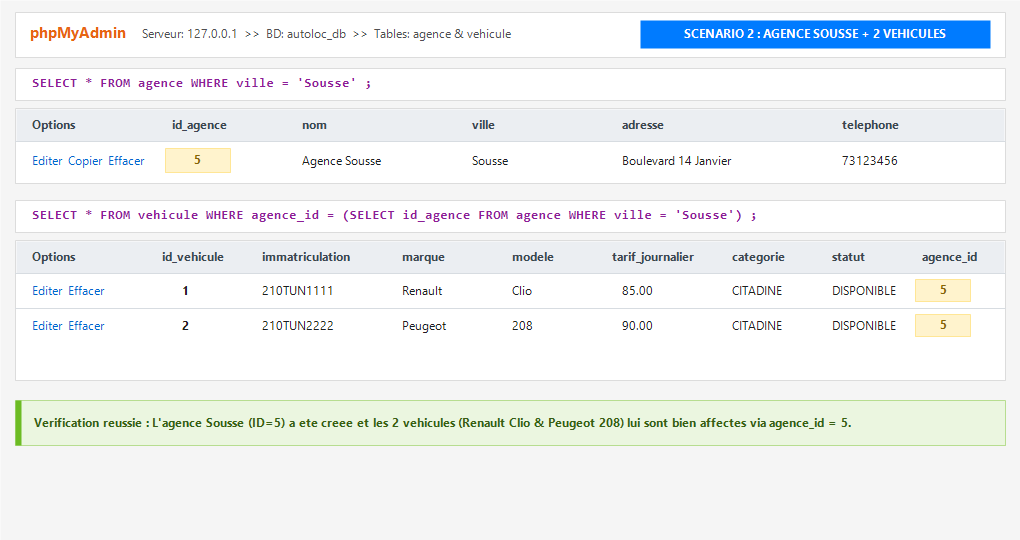 phpMyAdmin Serveur: 127.0.0.1 >> BD: autoloc_db >> Tables: agence & vehicule SCENARIO 2 : AGENCE SOUSSE + 2 VEHICULES
SELECT * FROM agence WHERE ville = 'Sousse' ;
Options id_agence nom ville adresse telephone
Editer Copier Effacer 5 Agence Sousse Sousse Boulevard 14 Janvier 73123456
SELECT * FROM vehicule WHERE agence_id = (SELECT id_agence FROM agence WHERE ville = 'Sousse') ;
Options id_vehicule immatriculation marque modele tarif_journalier categorie statut agence_id
Editer Effacer 1 210TUN1111 Renault Clio 85.00 CITADINE DISPONIBLE 5
Editer Effacer 2 210TUN2222 Peugeot 208 90.00 CITADINE DISPONIBLE 5
Verification reussie : L'agence Sousse (ID=5) a ete creee et les 2 vehicules (Renault Clio & Peugeot 208) lui sont bien affectes via agence_id = 5.